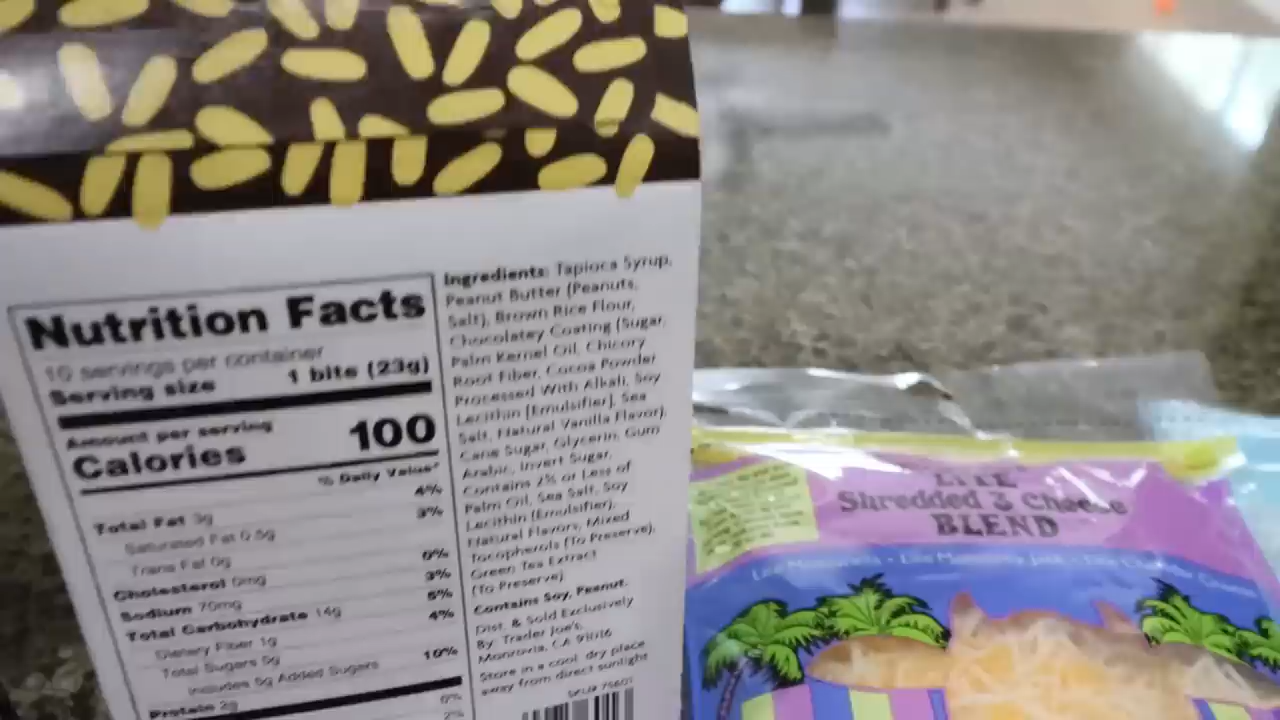 Nutrition Facts
10 servings per container
Serving size 1 bite (23g)
Amount per serving
Calories 100
% Daily Value*
Total Fat 3g 4%
Saturated Fat 0.5g 3%
Trans Fat 0g
Cholesterol 0mg 0%
Sodium 70mg 3%
Total Carbohydrate 14g 5%
Dietary Fiber 1g 4%
Total Sugars 5g
Includes 5g Added Sugars 10%
Protein 2g
0%
2%
Ingredients: Tapioca Syrup,
Peanut Butter (Peanuts,
Salt), Brown Rice Flour,
Chocolatey Coating (Sugar,
Palm Kernel Oil, Chicory
Root Fiber, Cocoa Powder
Processed With Alkali, Soy
Lecithin [Emulsifier], Sea
Salt, Natural Vanilla Flavor),
Cane Sugar, Glycerin, Gum
Arabic, Invert Sugar,
Contains 2% or Less of
Palm Oil, Sea Salt, Soy
Lecithin (Emulsifier),
Natural Flavors, Mixed
Tocopherols (To Preserve),
Green Tea Extract
(To Preserve)
Contains Soy, Peanut.
Dist. & Sold Exclusively
By: Trader Joe's,
Monrovia, CA 91016
Store in a cool, dry place
away from direct sunlight
SKU#
LITE
Shredded 3 Cheese
BLEND